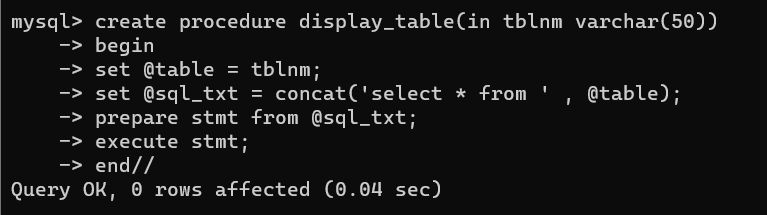 mysql> create procedure display_table(in tblnm varchar(50))
    -> begin
    -> set @table = tblnm;
    -> set @sql_txt = concat('select * from ' , @table);
    -> prepare stmt from @sql_txt;
    -> execute stmt;
    -> end//
Query OK, 0 rows affected (0.04 sec)